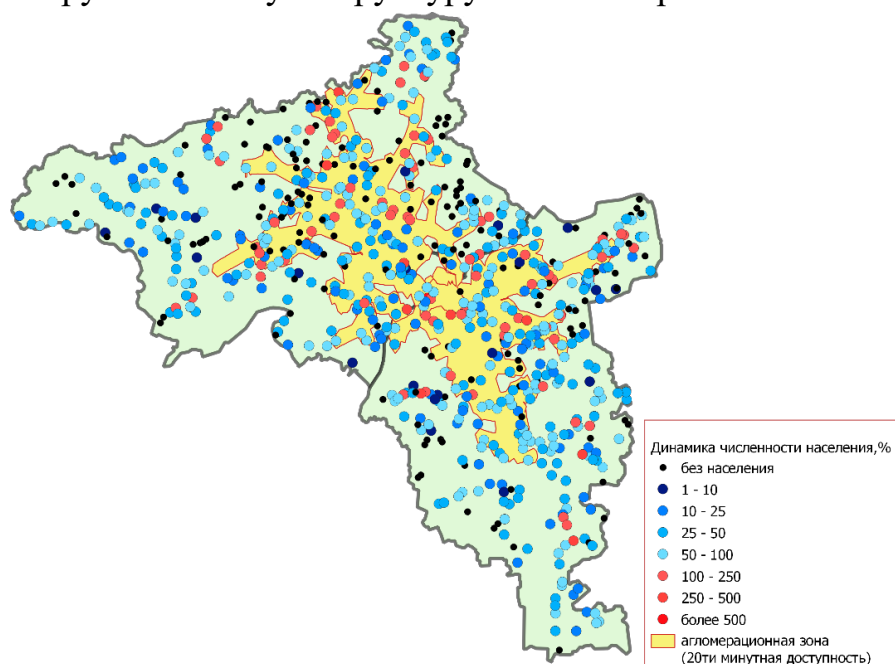 Динамика численности населения,%
без населения
1 - 10
10 - 25
25 - 50
50 - 100
100 - 250
250 - 500
более 500
агломерационная зона
(20ти минутная доступность)